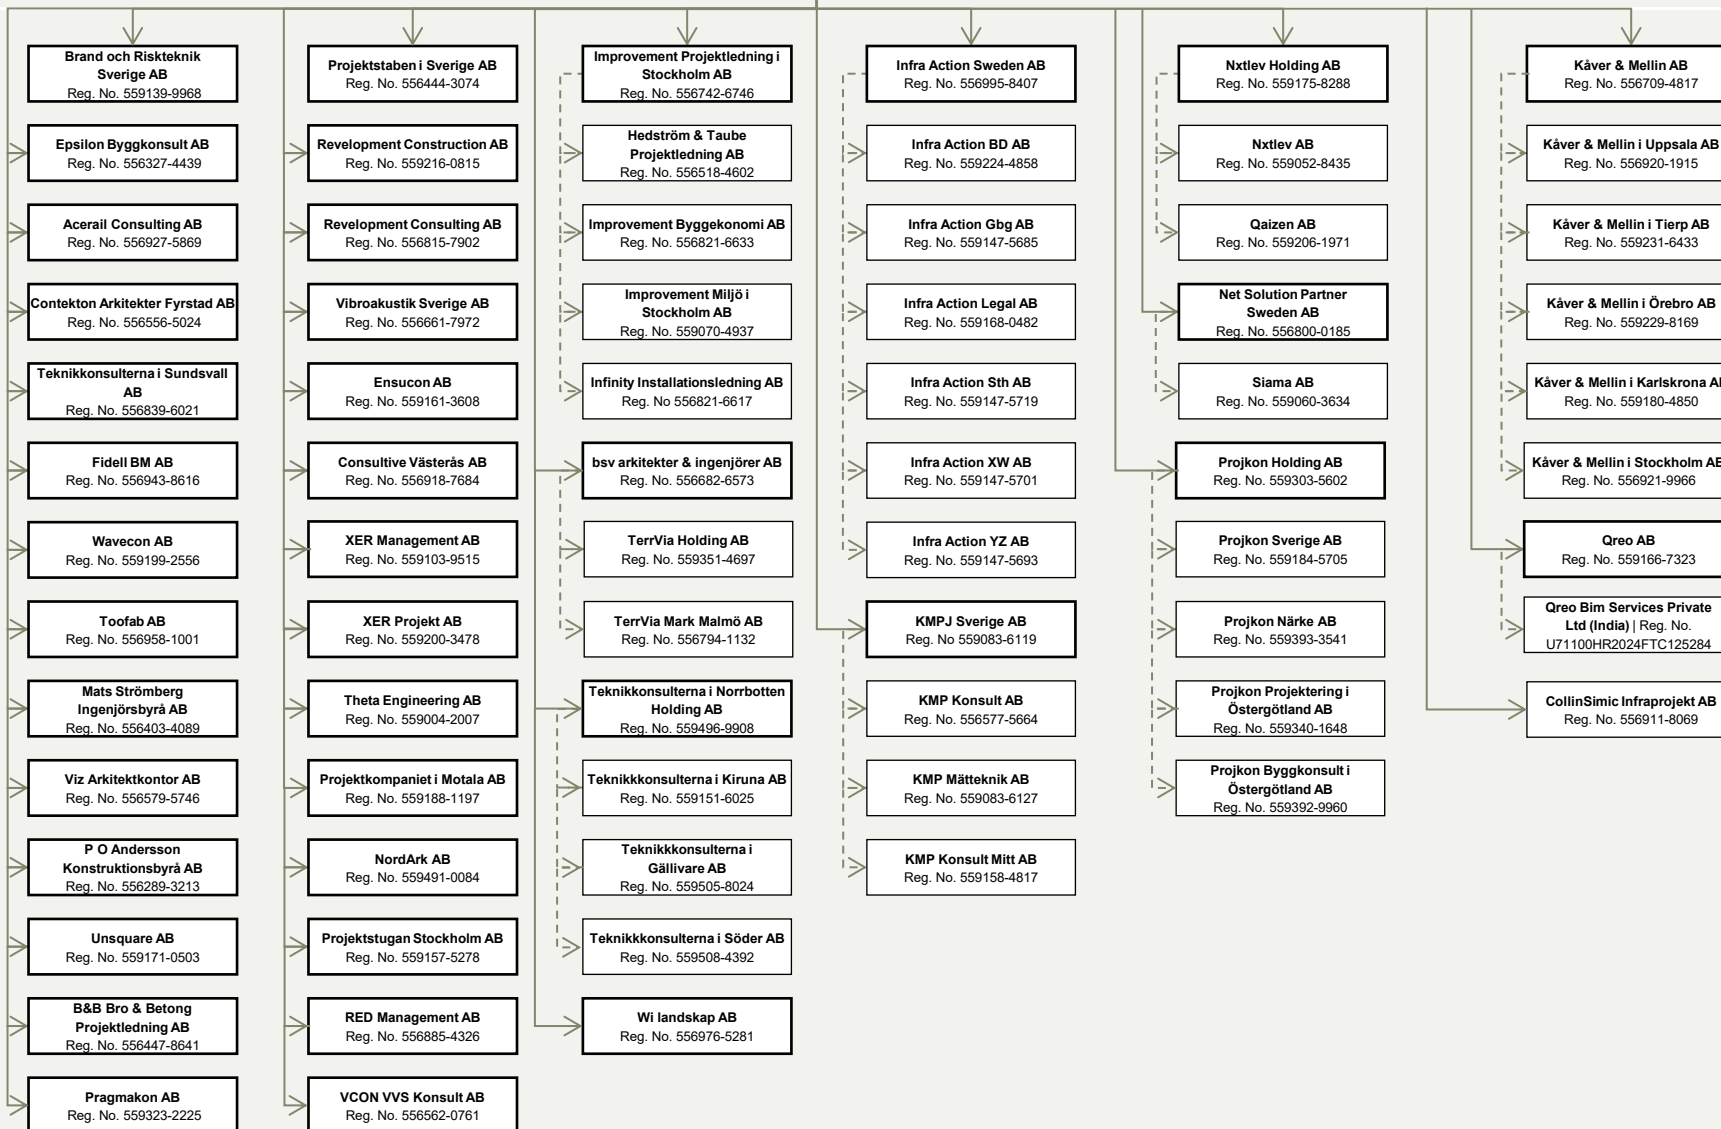 Brand och Riskteknik
Sverige AB
Reg. No. 559139-9968
Epsilon Byggkonsult AB
Reg. No. 556327-4439
Acerail Consulting AB
Reg. No. 556927-5869
Contekton Arkitekter Fyrstad AB
Reg. No. 556556-5024
Teknikkonsulterna i Sundsvall
AB
Reg. No. 556839-6021
Fidell BM AB
Reg. No. 556943-8616
Wavecon AB
Reg. No. 559199-2556
Toofab AB
Reg. No. 556958-1001
Mats Strömberg
Ingenjörsbyrå AB
Reg. No. 556403-4089
Viz Arkitektkontor AB
Reg. No. 556579-5746
P O Andersson
Konstruktionsbyrå AB
Reg. No. 556289-3213
Unsquare AB
Reg. No. 559171-0503
B&B Bro & Betong
Projektledning AB
Reg. No. 556447-8641
Pragmakon AB
Reg. No. 559323-2225
Projektstaben i Sverige AB
Reg. No. 556444-3074
Revelopment Construction AB
Reg. No. 559216-0815
Revelopment Consulting AB
Reg. No. 556815-7902
Vibroakustik Sverige AB
Reg. No. 556661-7972
Ensucon AB
Reg. No. 559161-3608
Consultive Västerås AB
Reg. No. 556918-7684
XER Management AB
Reg. No. 559103-9515
XER Projekt AB
Reg. No. 559200-3478
Theta Engineering AB
Reg. No. 559004-2007
Projektkompaniet i Motala AB
Reg. No. 559188-1197
NordArk AB
Reg. No. 559491-0084
Projektstugan Stockholm AB
Reg. No. 559157-5278
RED Management AB
Reg. No. 556885-4326
VCON VVS Konsult AB
Reg. No. 556562-0761
Improvement Projektledning i
Stockholm AB
Reg. No. 556742-6746
Hedström & Taube
Projektledning AB
Reg. No. 556518-4602
Improvement Byggekonomi AB
Reg. No. 556821-6633
Improvement Miljö i
Stockholm AB
Reg. No. 559070-4937
Infinity Installationsledning AB
Reg. No 556821-6617
bsv arkitekter & ingenjörer AB
Reg. No. 556682-6573
TerrVia Holding AB
Reg. No. 559351-4697
TerrVia Mark Malmö AB
Reg. No. 556794-1132
Teknikkonsulterna i Norrbotten
Holding AB
Reg. No. 559496-9908
Teknikkkonsulterna i Kiruna AB
Reg. No. 559151-6025
Teknikkkonsulterna i
Gällivare AB
Reg. No. 559505-8024
Teknikkkonsulterna i Söder AB
Reg. No. 559508-4392
Wi landskap AB
Reg. No. 556976-5281
Infra Action Sweden AB
Reg. No. 556995-8407
Infra Action BD AB
Reg. No. 559224-4858
Infra Action Gbg AB
Reg. No. 559147-5685
Infra Action Legal AB
Reg. No. 559168-0482
Infra Action Sth AB
Reg. No. 559147-5719
Infra Action XW AB
Reg. No. 559147-5701
Infra Action YZ AB
Reg. No. 559147-5693
KMPJ Sverige AB
Reg. No 559083-6119
KMP Konsult AB
Reg. No. 556577-5664
KMP Mätteknik AB
Reg. No. 559083-6127
KMP Konsult Mitt AB
Reg. No. 559158-4817
Nxtlev Holding AB
Reg. No. 559175-8288
Nxtlev AB
Reg. No. 559052-8435
Qaizen AB
Reg. No. 559206-1971
Net Solution Partner
Sweden AB
Reg. No. 556800-0185
Siama AB
Reg. No. 559060-3634
Projkon Holding AB
Reg. No. 559303-5602
Projkon Sverige AB
Reg. No. 559184-5705
Projkon Närke AB
Reg. No. 559393-3541
Projkon Projektering i
Östergötland AB
Reg. No. 559340-1648
Projkon Byggkonsult i
Östergötland AB
Reg. No. 559392-9960
Kåver & Mellin AB
Reg. No. 556709-4817
Kåver & Mellin i Uppsala AB
Reg. No. 556920-1915
Kåver & Mellin i Tierp AB
Reg. No. 559231-6433
Kåver & Mellin i Örebro AB
Reg. No. 559229-8169
Kåver & Mellin i Karlskrona AB
Reg. No. 559180-4850
Kåver & Mellin i Stockholm AB
Reg. No. 556921-9966
Qreo AB
Reg. No. 559166-7323
Qreo Bim Services Private
Ltd (India) | Reg. No.
U71100HR2024FTC125284
CollinSimic Infraprojekt AB
Reg. No. 556911-8069